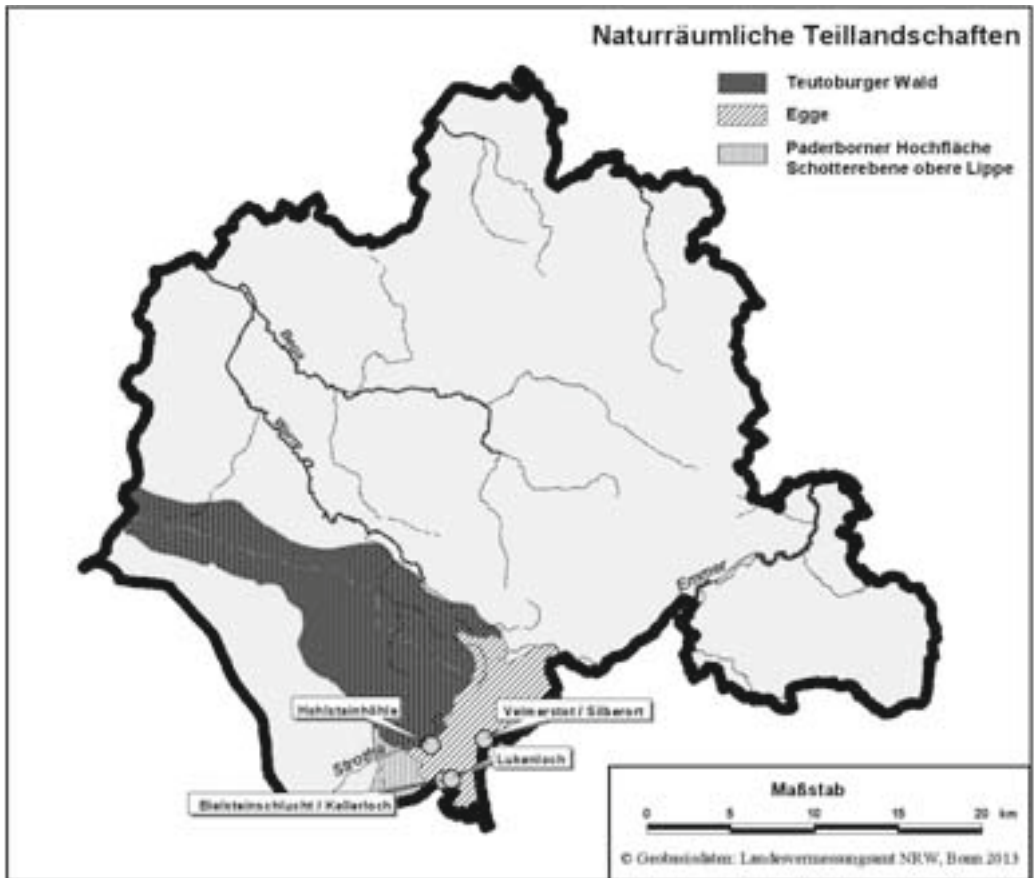 Naturräumliche Teillandschaften
Teutoburger Wald
Egge
Paderborner Hochfläche
Schotterebene obere Lippe
Emmer
Hohlsteinhöhle
Velmerstot / Silberort
Strothe
Lukenloch
Bielsteinschlucht / Kellerloch
Maßstab
0 5 10 15 20 km
© Geobasisdaten: Landesvermessungsamt NRW, Bonn 2013